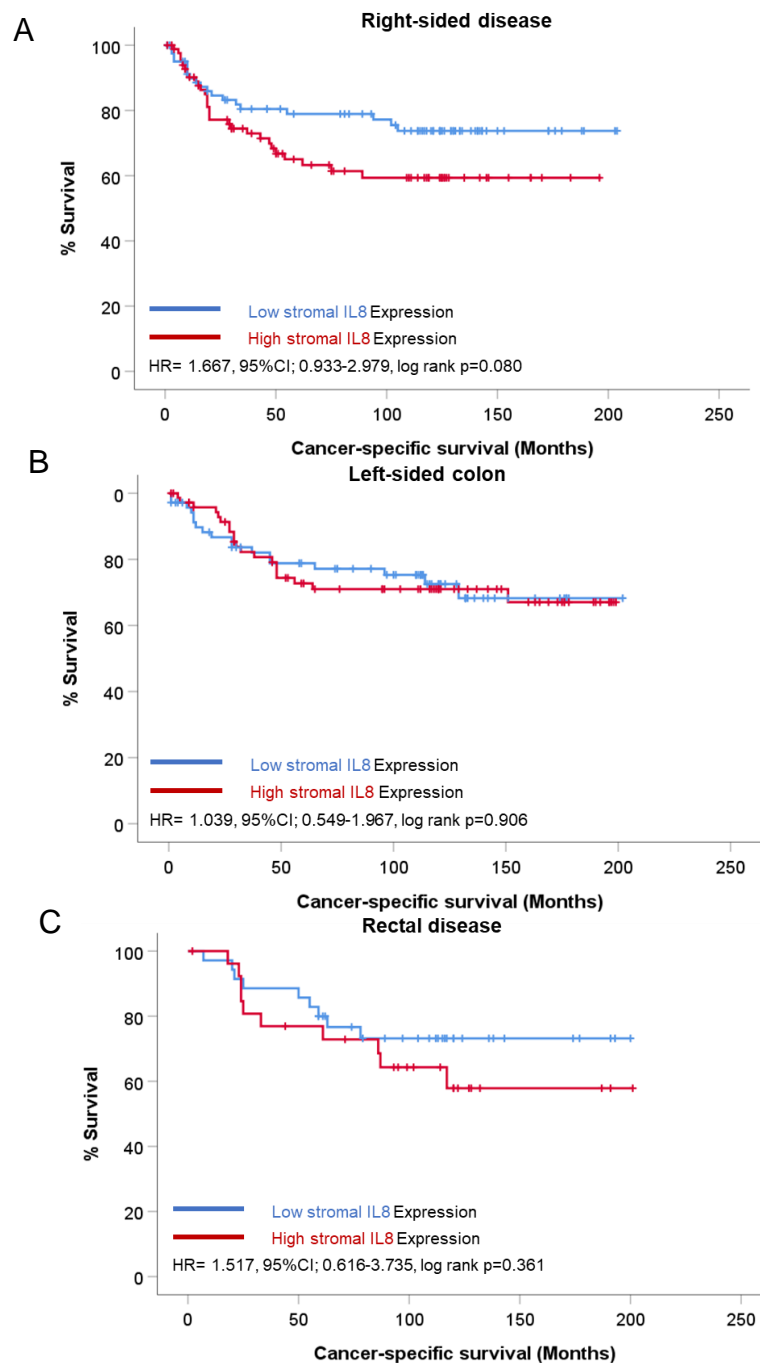 A
Right-sided disease
100
80
60
40
20
0
% Survival
Low stromal IL8 Expression
High stromal IL8 Expression
HR= 1.667, 95%CI; 0.933-2.979, log rank p=0.080
0 50 100 150 200 250
Cancer-specific survival (Months)
B
Left-sided colon
0
80
60
40
20
0
% Survival
Low stromal IL8 Expression
High stromal IL8 Expression
HR= 1.039, 95%CI; 0.549-1.967, log rank p=0.906
0 50 100 150 200 250
Cancer-specific survival (Months)
C
Rectal disease
100
80
60
40
20
0
% Survival
Low stromal IL8 Expression
High stromal IL8 Expression
HR= 1.517, 95%CI; 0.616-3.735, log rank p=0.361
0 50 100 150 200 250
Cancer-specific survival (Months)